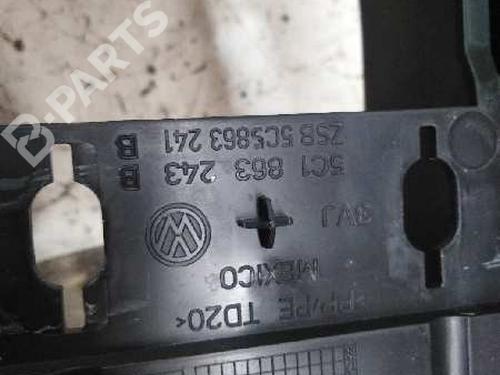 B-PARTS
ZSB 5C5863 241 B
5C1 863 243 B
3VJ
MEXICO
>PP/PE TD20<